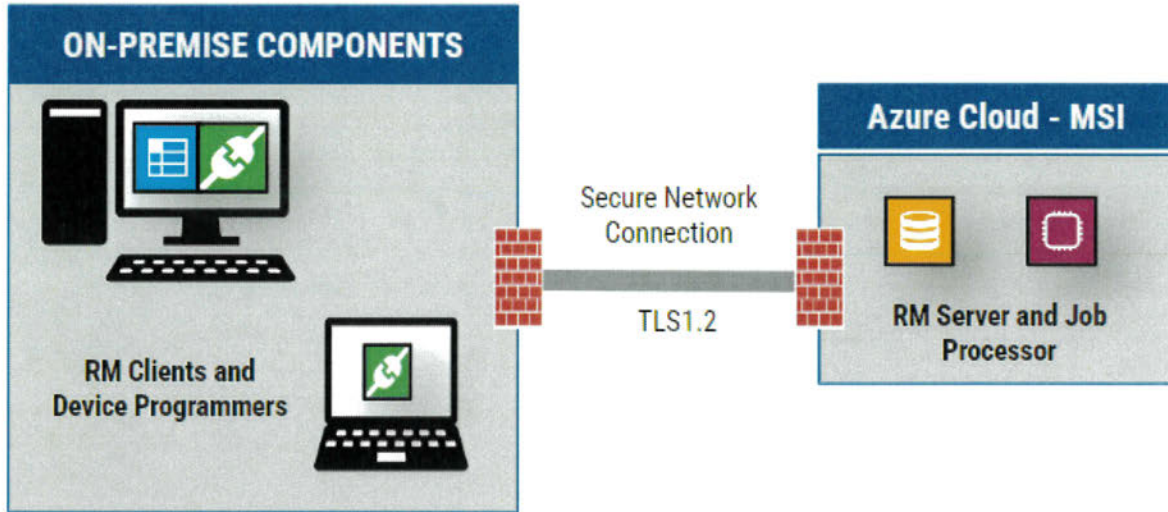 ON-PREMISE COMPONENTS
RM Clients and
Device Programmers
Secure Network
Connection
TLS1.2
Azure Cloud - MSI
RM Server and Job
Processor